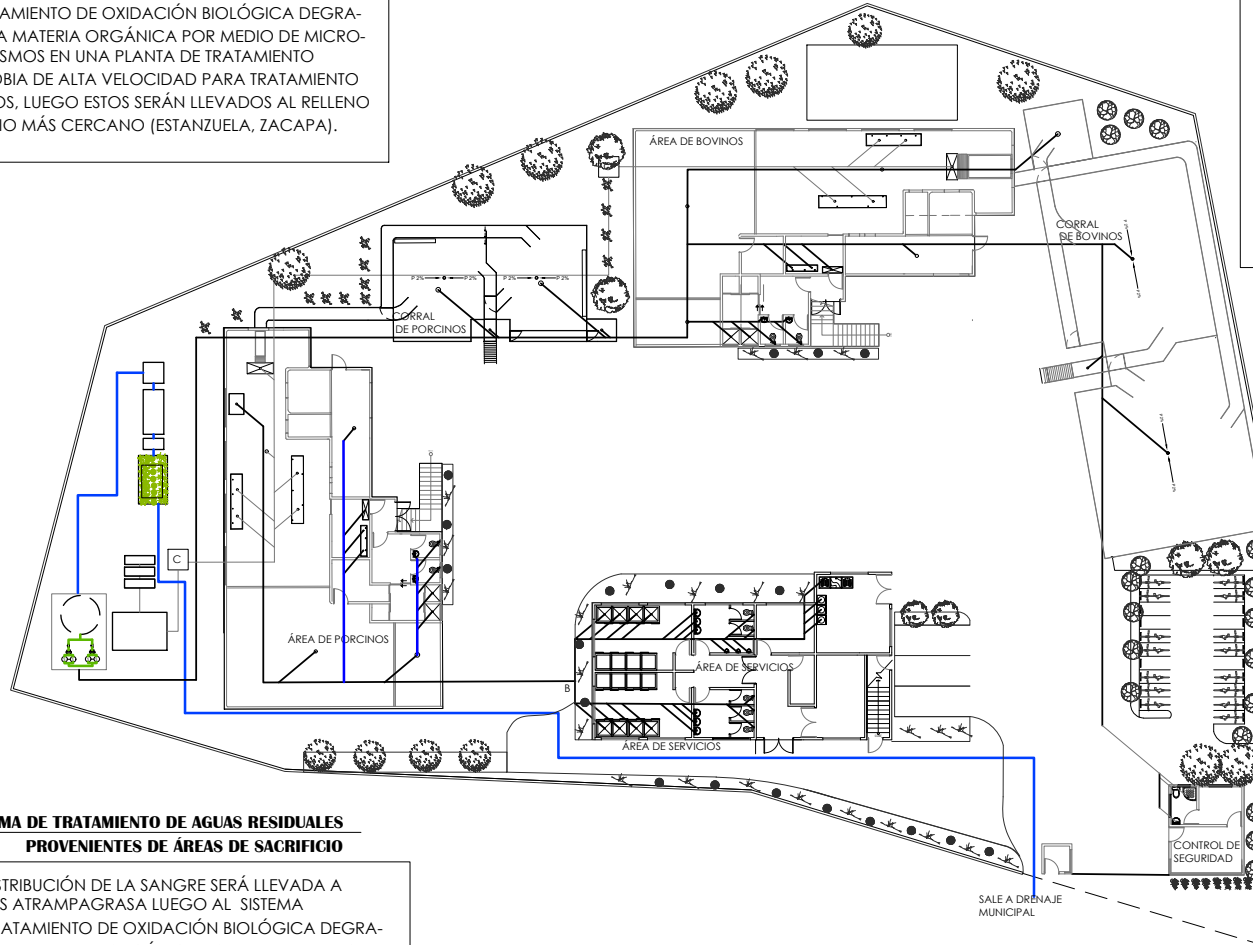 AMIENTO DE OXIDACIÓN BIOLÓGICA DEGRA-
A MATERIA ORGÁNICA POR MEDIO DE MICRO-
SMOS EN UNA PLANTA DE TRATAMIENTO
OBIA DE ALTA VELOCIDAD PARA TRATAMIENTO
OS, LUEGO ESTOS SERÁN LLEVADOS AL RELLENO
IO MÁS CERCANO (ESTANZUELA, ZACAPA).
ÁREA DE BOVINOS
CORRAL
DE BOVINOS
P 2%
P 2%
P 2%
P 2%
P 2%
P 2%
CORRAL
DE PORCINOS
P 2%
P 2%
C
ÁREA DE PORCINOS
B
ÁREA DE SERVICIOS
ÁREA DE SERVICIOS
MA DE TRATAMIENTO DE AGUAS RESIDUALES
PROVENIENTES DE ÁREAS DE SACRIFICIO
CONTROL DE
SEGURIDAD
STRIBUCIÓN DE LA SANGRE SERÁ LLEVADA A
S ATRAMPAGRASA LUEGO AL SISTEMA
ATAMIENTO DE OXIDACIÓN BIOLÓGICA DEGRA-
SALE A DRENAJE
MUNICIPAL